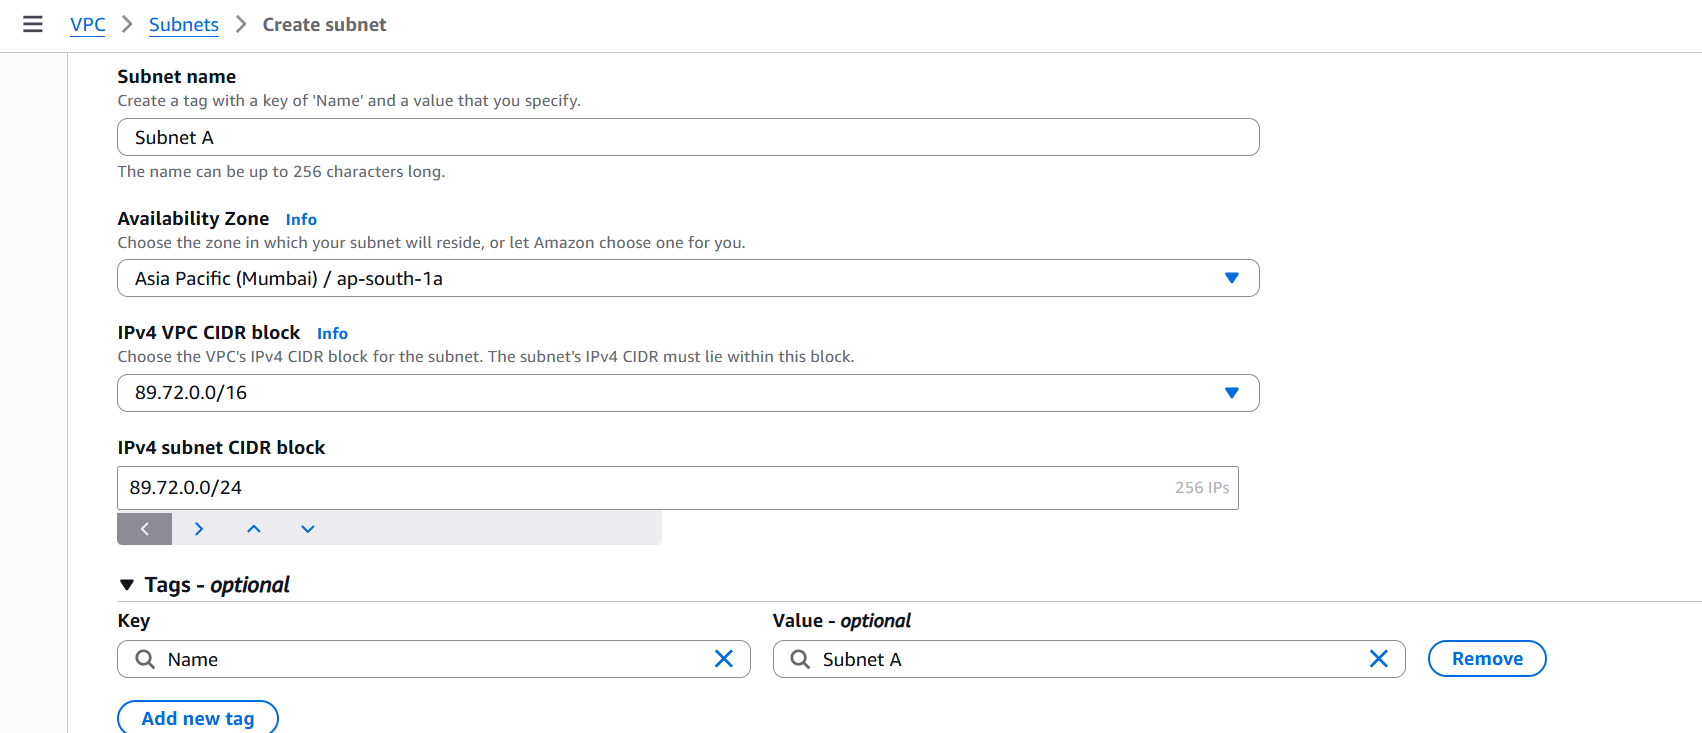 VPC > Subnets > Create subnet
Subnet name
Create a tag with a key of 'Name' and a value that you specify.
Subnet A
The name can be up to 256 characters long.
Availability Zone Info
Choose the zone in which your subnet will reside, or let Amazon choose one for you.
Asia Pacific (Mumbai) / ap-south-1a
IPv4 VPC CIDR block Info
Choose the VPC's IPv4 CIDR block for the subnet. The subnet's IPv4 CIDR must lie within this block.
89.72.0.0/16
IPv4 subnet CIDR block
89.72.0.0/24 256 IPs
Tags - optional
Key Value - optional
Name Subnet A Remove
Add new tag